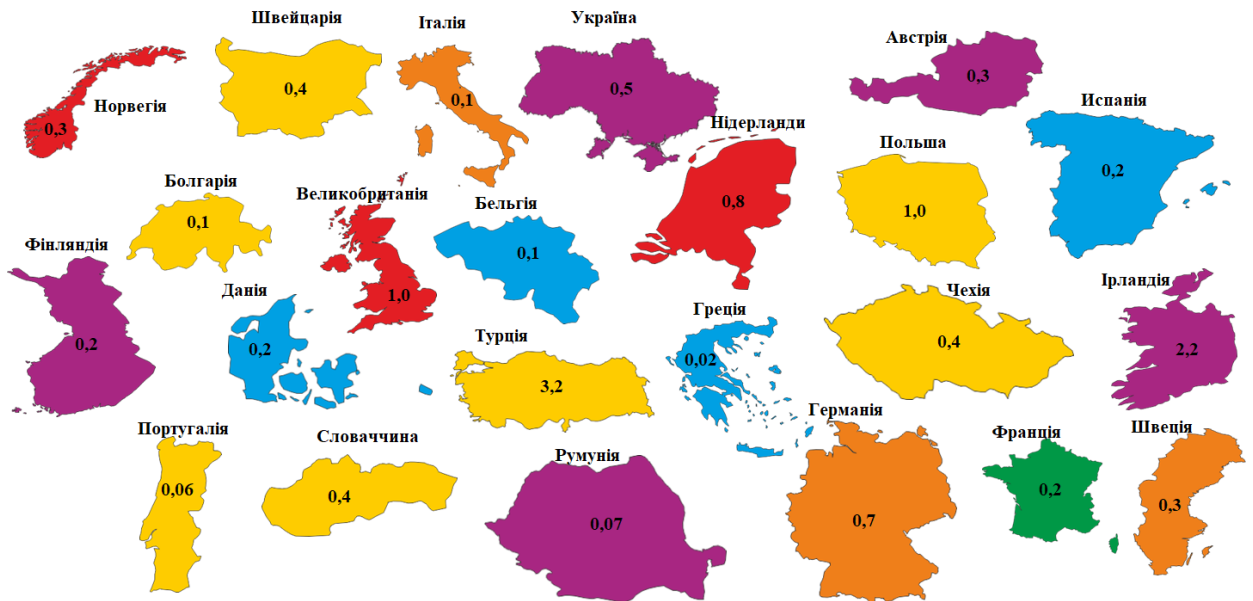 Швейцарія
0,4
Італія
0,1
Україна
0,5
Австрія
0,3
Норвегія
0,3
Испанія
0,2
Нідерланди
0,8
Польша
1,0
Болгарія
0,1
Великобританія
1,0
Бельгія
0,1
Фінляндія
0,2
Данія
0,2
Турція
3,2
Греція
0,02
Чехія
0,4
Ірландія
2,2
Португалія
0,06
Словаччина
0,4
Румунія
0,07
Германія
0,7
Франція
0,2
Швеція
0,3